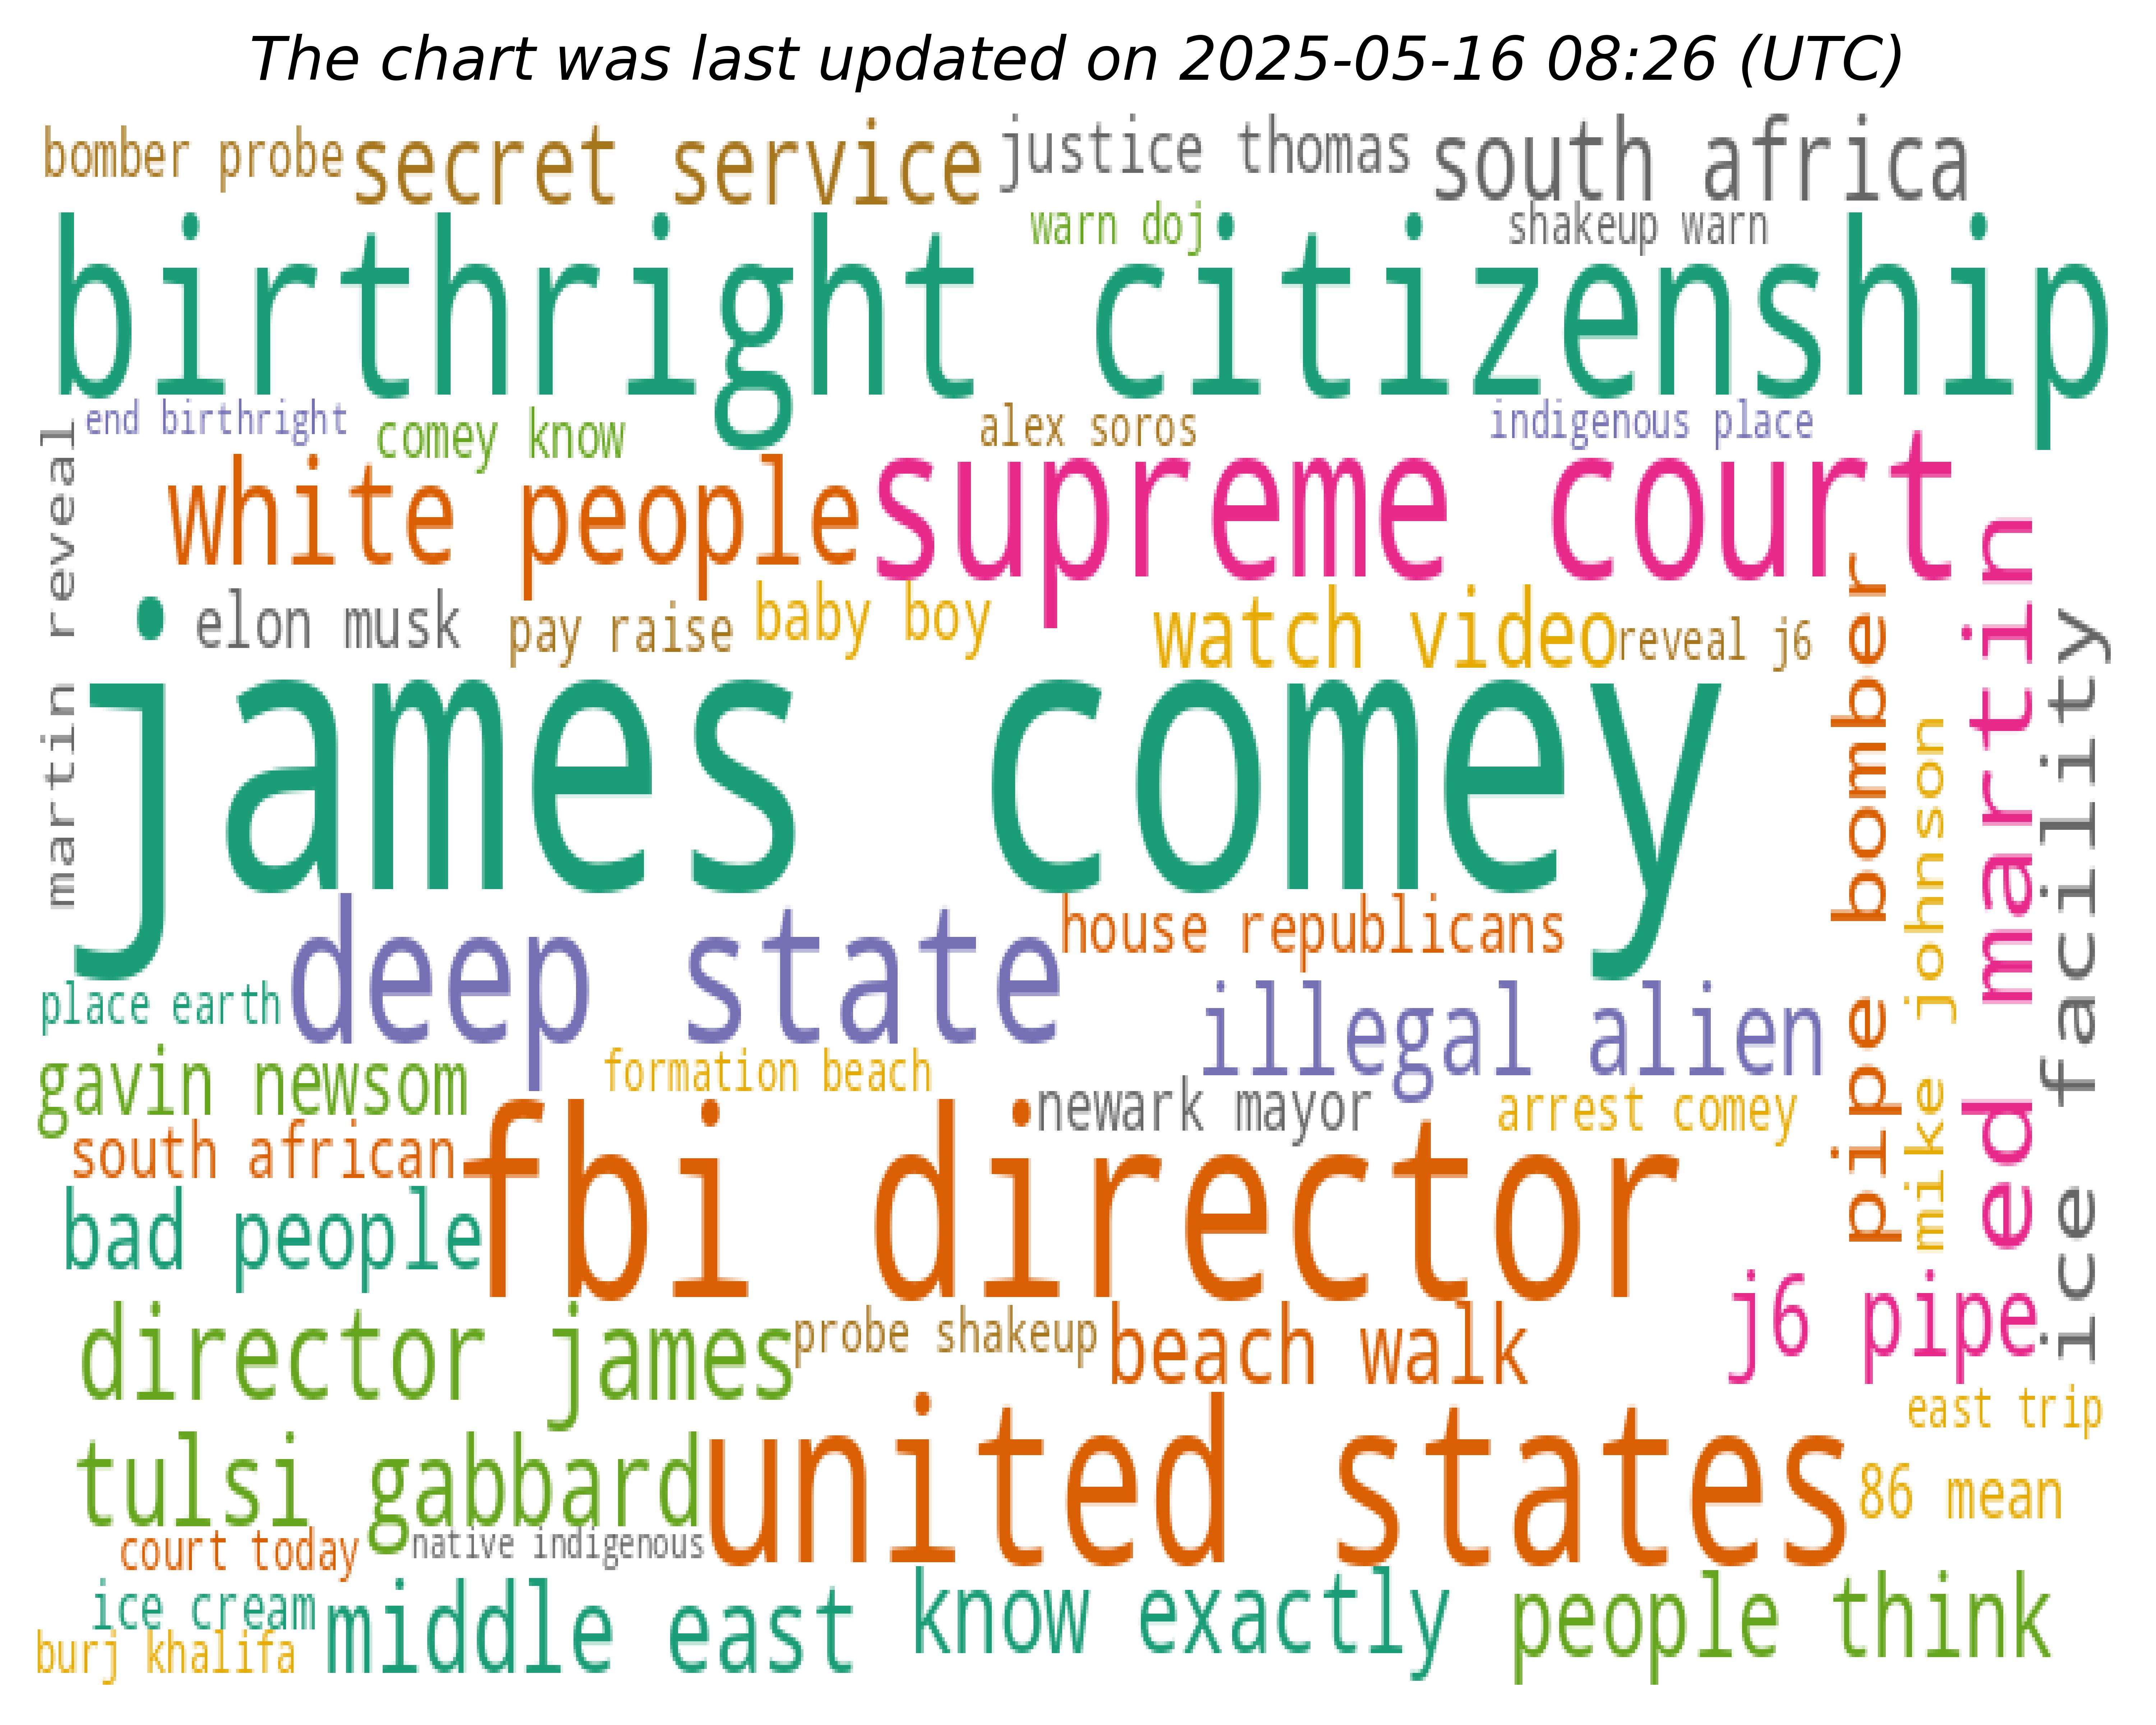 The chart was last updated on 2025-05-16 08:26 (UTC)
bomber probe
secret service
justice thomas
south africa
warn doj
shakeup warn
birthright citizenship
end birthright
comey know
alex soros
indigenous place
martin reveal
white people
supreme court
elon musk
pay raise
baby boy
watch video
reveal j6
james comey
pipe bomber
mike johnson
ed martin
ice facility
deep state
house republicans
place earth
illegal alien
gavin newsom
formation beach
newark mayor
arrest comey
south african
fbi director
bad people
j6 pipe
director james
probe shakeup
beach walk
east trip
tulsi gabbard
united states
86 mean
court today
native indigenous
ice cream
middle east
know exactly
people think
burj khalifa